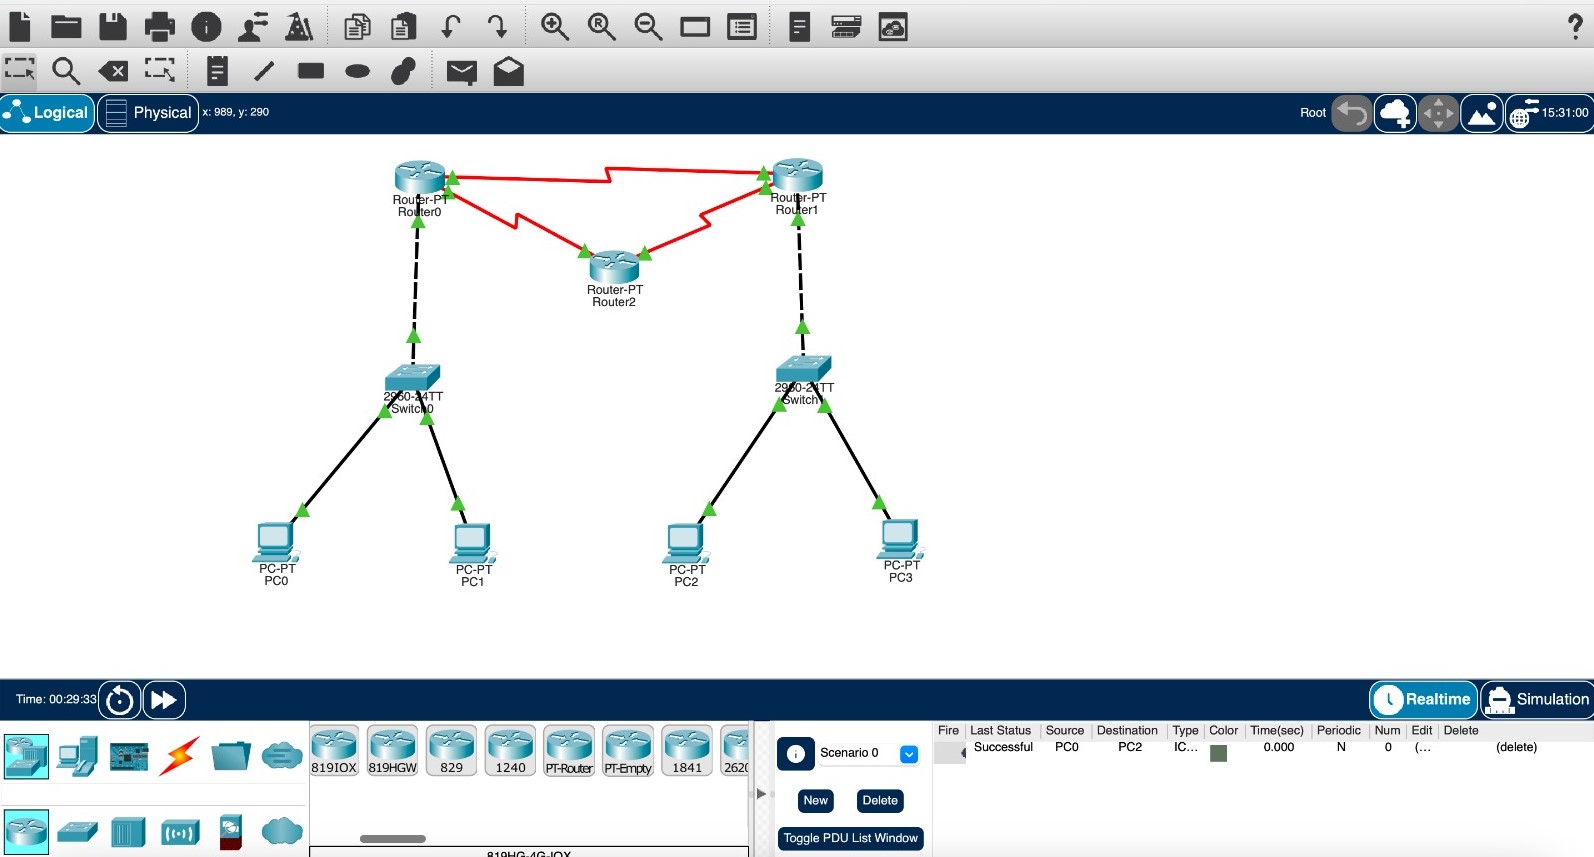 Logical
Physical
x: 989, y: 290
Root
15:31:00
Router-PT
Router0
Router-PT
Router1
Router-PT
Router2
2960-24TT
Switch0
2960-24TT
Switch
PC-PT
PC0
PC-PT
PC1
PC-PT
PC2
PC-PT
PC3
Time: 00:29:33
Realtime
Simulation
819IOX
819HGW
829
1240
PT-Router
PT-Empty
1841
2620
819HG-4G-IOX
Scenario 0
New
Delete
Toggle PDU List Window
Fire Last Status Source Destination Type Color Time(sec) Periodic Num Edit Delete
Successful PC0 PC2 IC... 0.000 N 0 (... (delete)